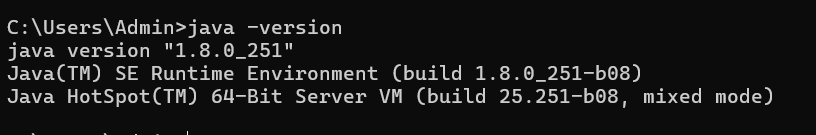 C:\Users\Admin>java -version
java version "1.8.0_251"
Java(TM) SE Runtime Environment (build 1.8.0_251-b08)
Java HotSpot(TM) 64-Bit Server VM (build 25.251-b08, mixed mode)